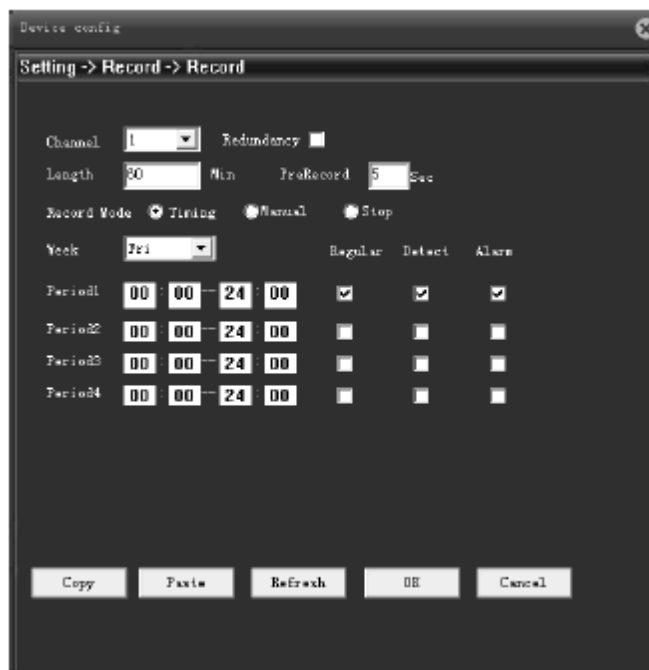 Device config
Setting -> Record -> Record
Channel 1 Redundancy
Length 60 Min PreRecord 5 Sec
Record Mode Timing Manual Stop
Week Fri Regular Detect Alarm
Period1 00 : 00 -- 24 : 00
Period2 00 : 00 -- 24 : 00
Period3 00 : 00 -- 24 : 00
Period4 00 : 00 -- 24 : 00
Copy Paste Refresh OK Cancel